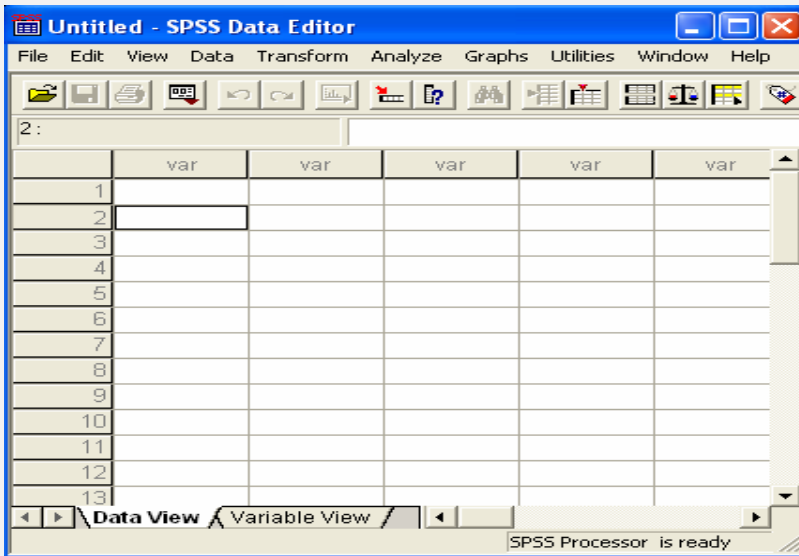 Untitled - SPSS Data Editor
File Edit View Data Transform Analyze Graphs Utilities Window Help
2 :
var var var var var
1
2
3
4
5
6
7
8
9
10
11
12
13
Data View Variable View
SPSS Processor is ready